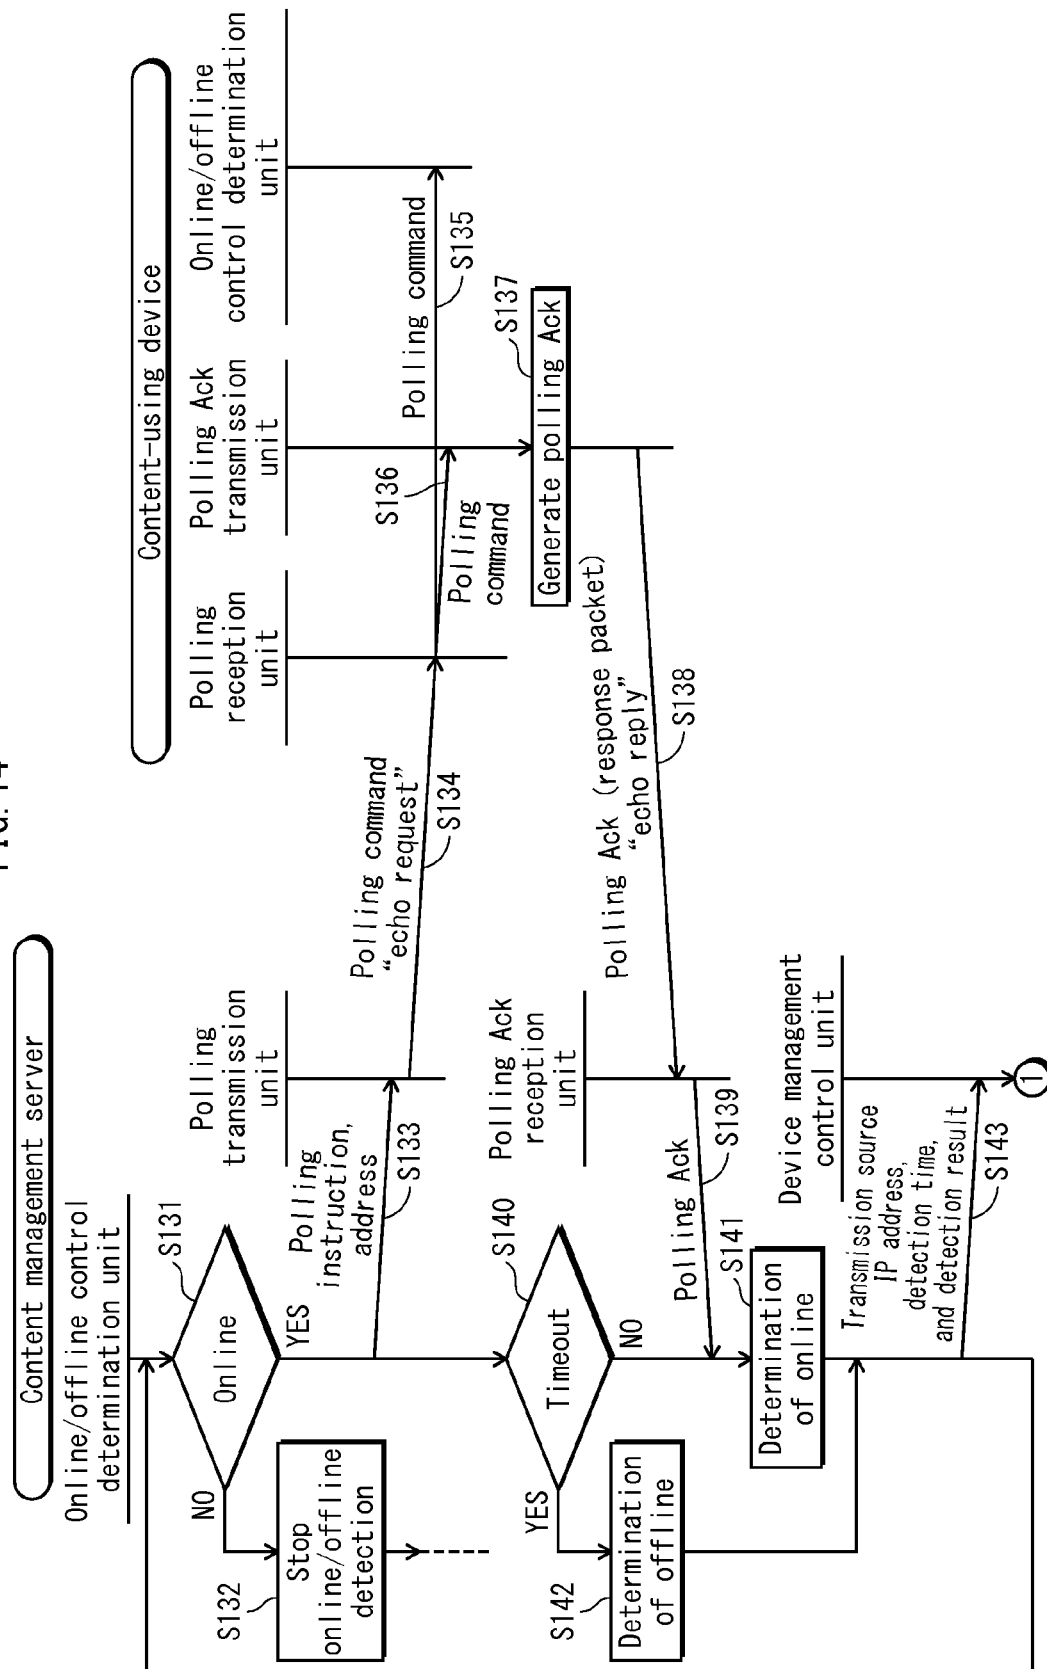 FIG. 14
Content management server
Content-using device
Online/offline control
determination unit
Polling
transmission
unit
Polling
reception
unit
Polling Ack
transmission
unit
Online/offline
control determination
unit
S131
Online
NO
YES
S132
Stop
online/offline
detection
Polling
instruction,
address
S133
Polling command
“echo request”
S134
Polling command
S135
S136
Polling
command
S137
Generate polling Ack
Polling Ack (response packet)
“echo reply”
S138
Polling Ack
reception
unit
Polling Ack
S139
S140
Timeout
YES
NO
S141
Determination
of online
S142
Determination
of offline
Device management
control unit
Transmission source
IP address,
detection time,
and detection result
S143
1